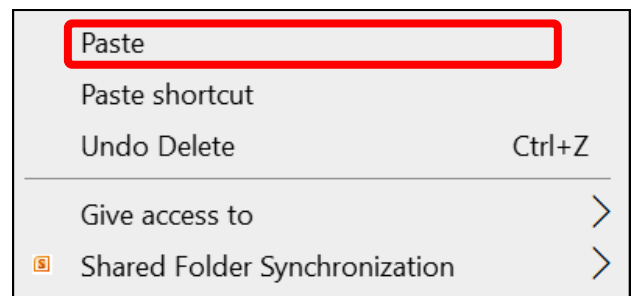 Paste
Paste shortcut
Undo Delete Ctrl+Z
Give access to
S Shared Folder Synchronization